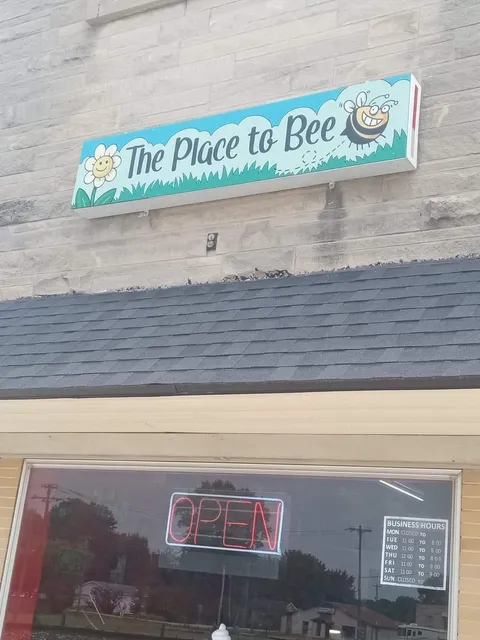 The Place to Bee
OPEN
BUSINESS HOURS
MON CLOSED TO
TUE 11:00 TO
WED 11:00 TO
THU 11:00 TO
FRI 11:00 TO
SAT 11:00 TO
SUN CLOSED